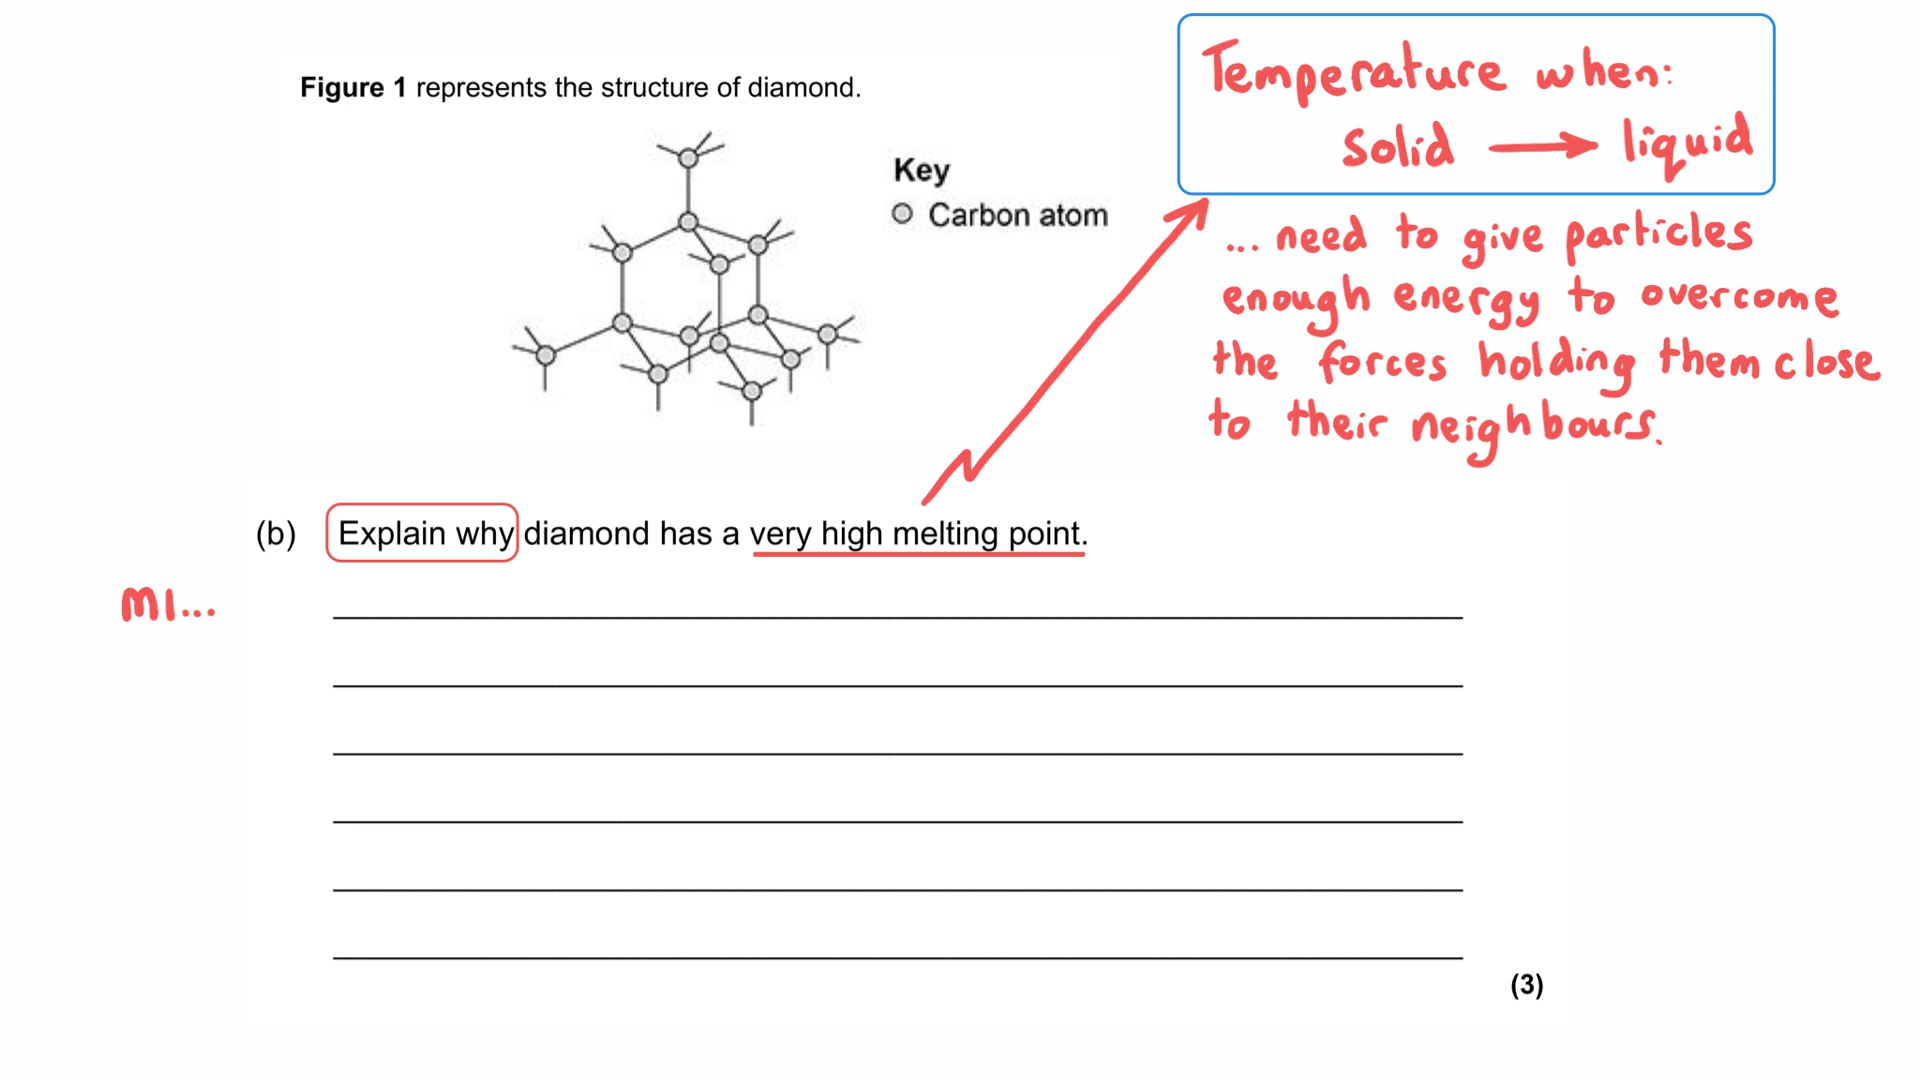 Figure 1 represents the structure of diamond.
Key
Carbon atom
Temperature when:
solid → liquid
... need to give particles
enough energy to overcome
the forces holding them close
to their neighbours.
(b) Explain why diamond has a very high melting point.
M1...
(3)